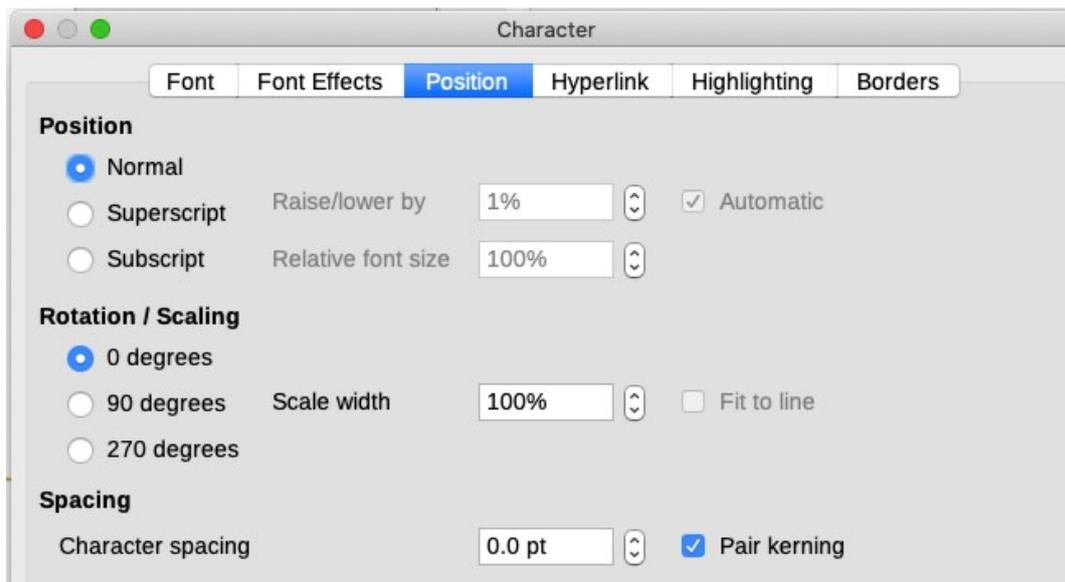 Character
Font Font Effects Position Hyperlink Highlighting Borders
Position
Normal
Superscript Raise/lower by 1% Automatic
Subscript Relative font size 100%
Rotation / Scaling
0 degrees
90 degrees Scale width 100% Fit to line
270 degrees
Spacing
Character spacing 0.0 pt Pair kerning